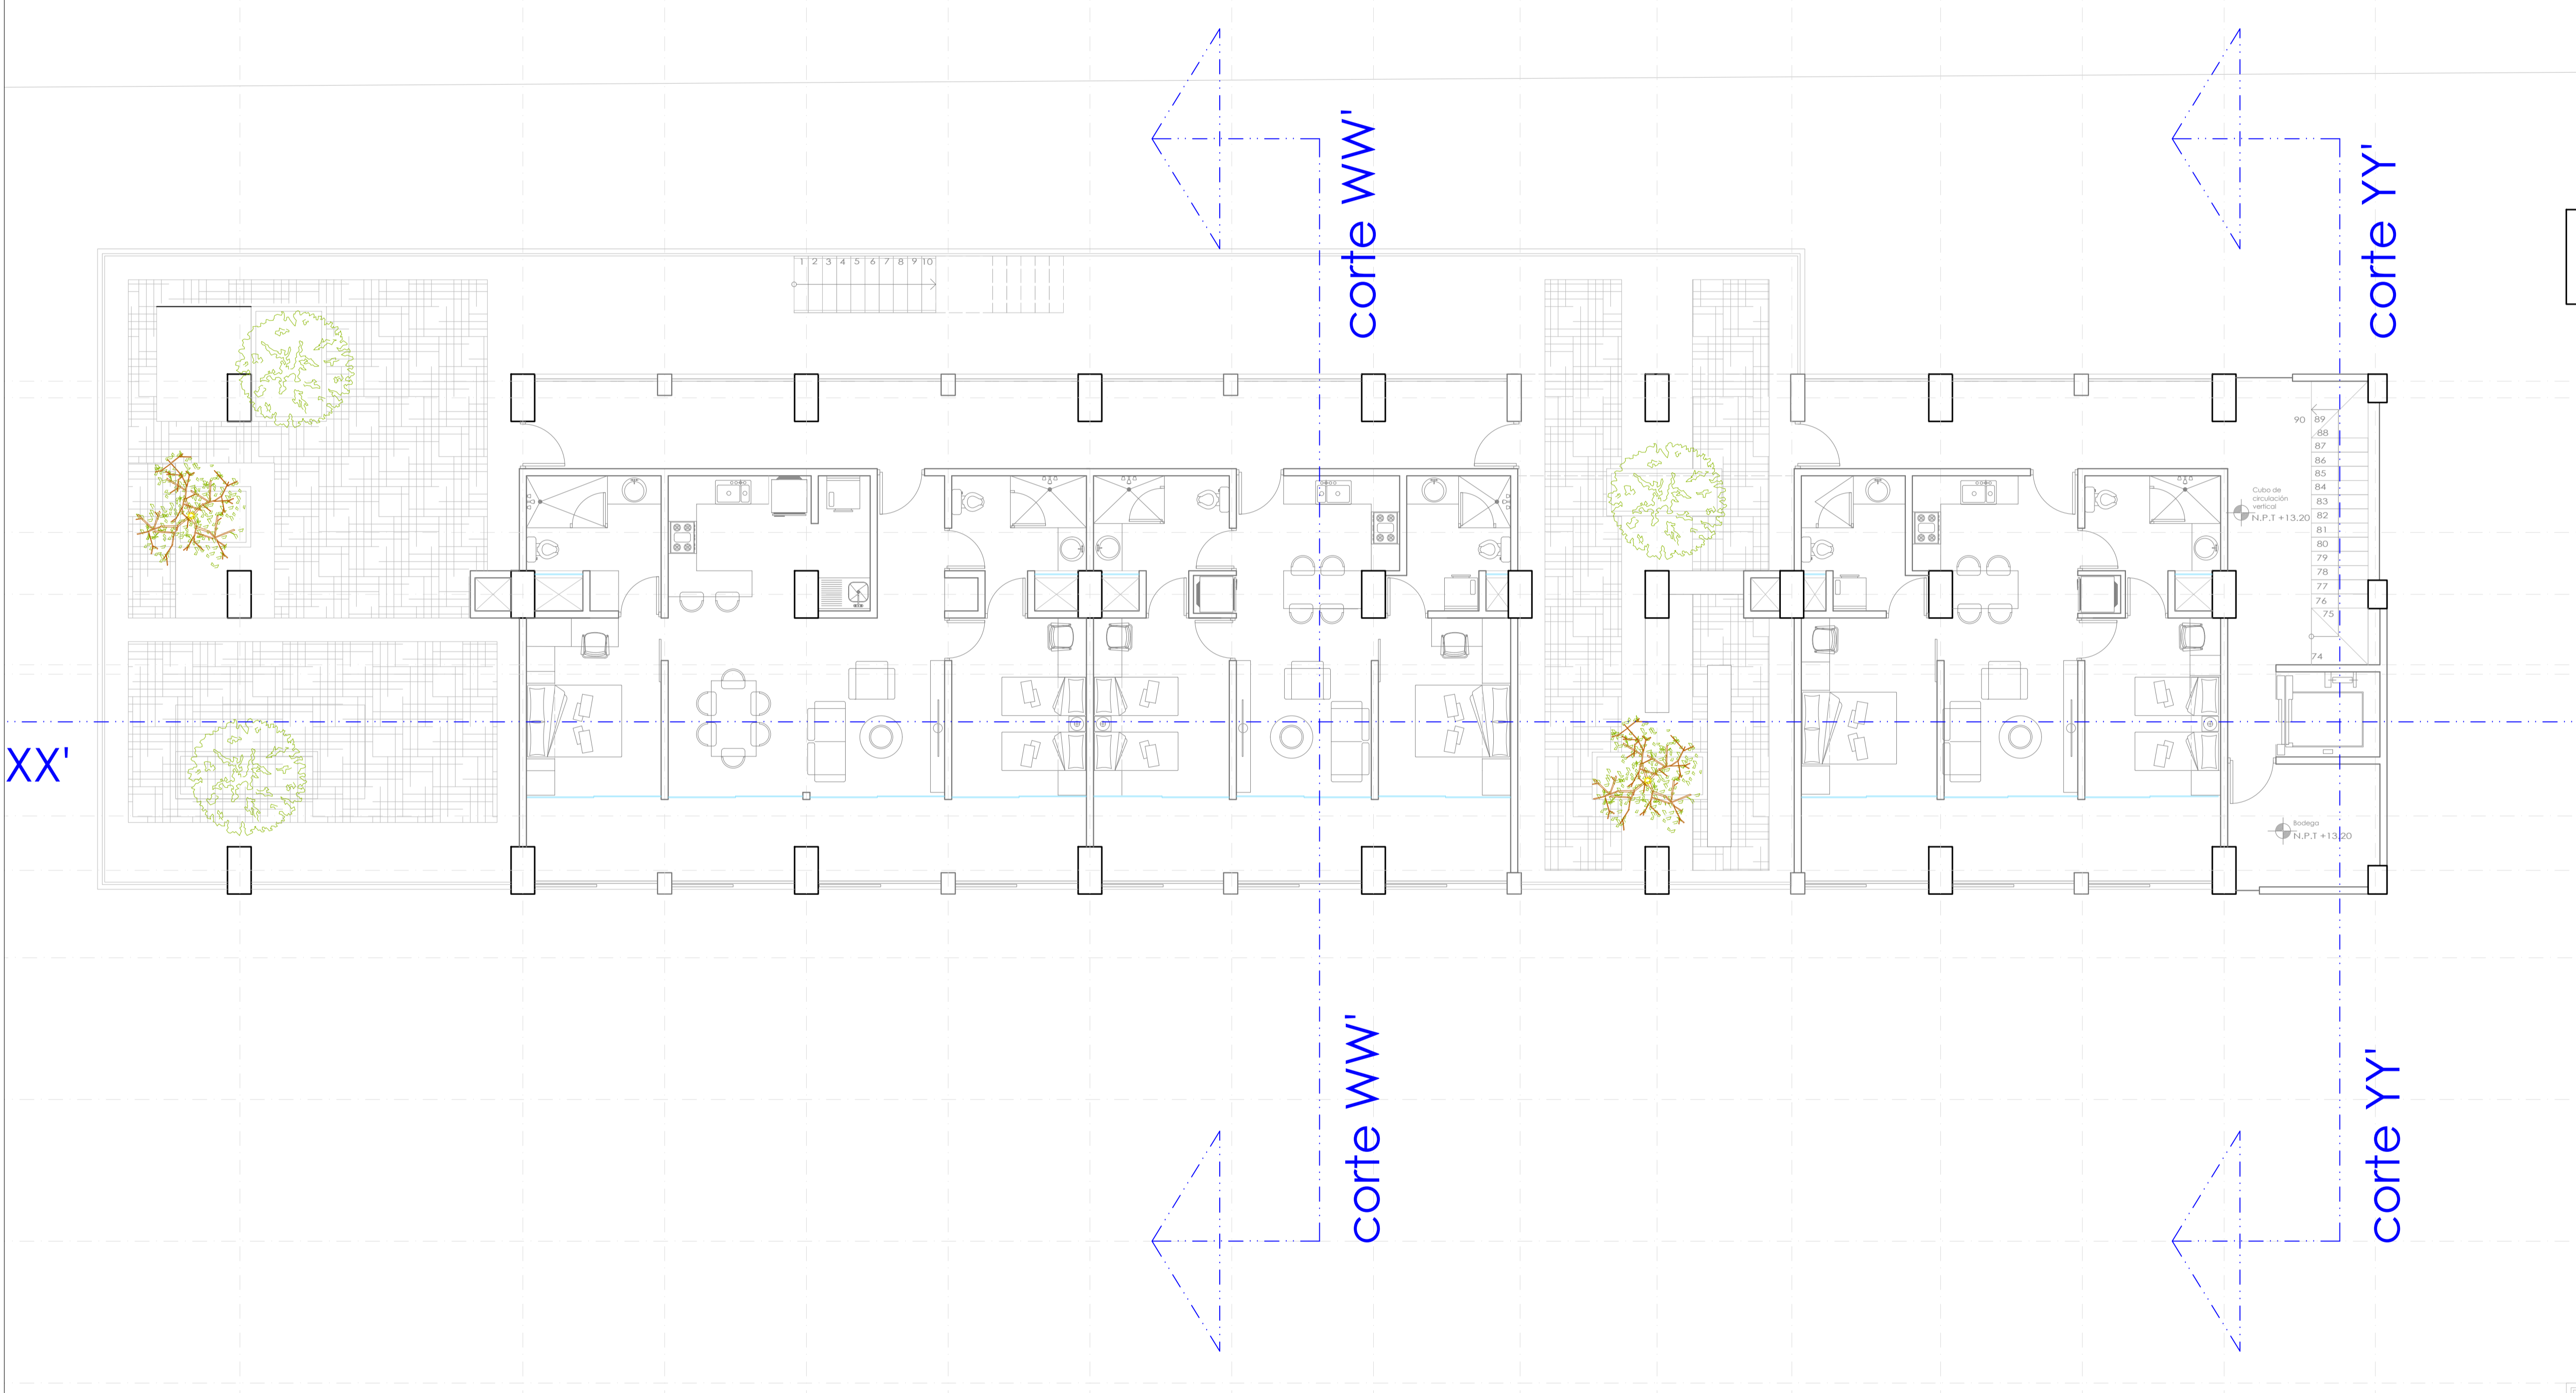 corte WW'
corte YY'
1 2 3 4 5 6 7 8 9 10
90 89
88
87
86
85
84
83
82
81
80
79
78
77
76
75
74
Cubo de
circulación
vertical
N.P.T +13,20
XX'
Bodega
N.P.T +13,20
corte WW'
corte YY'